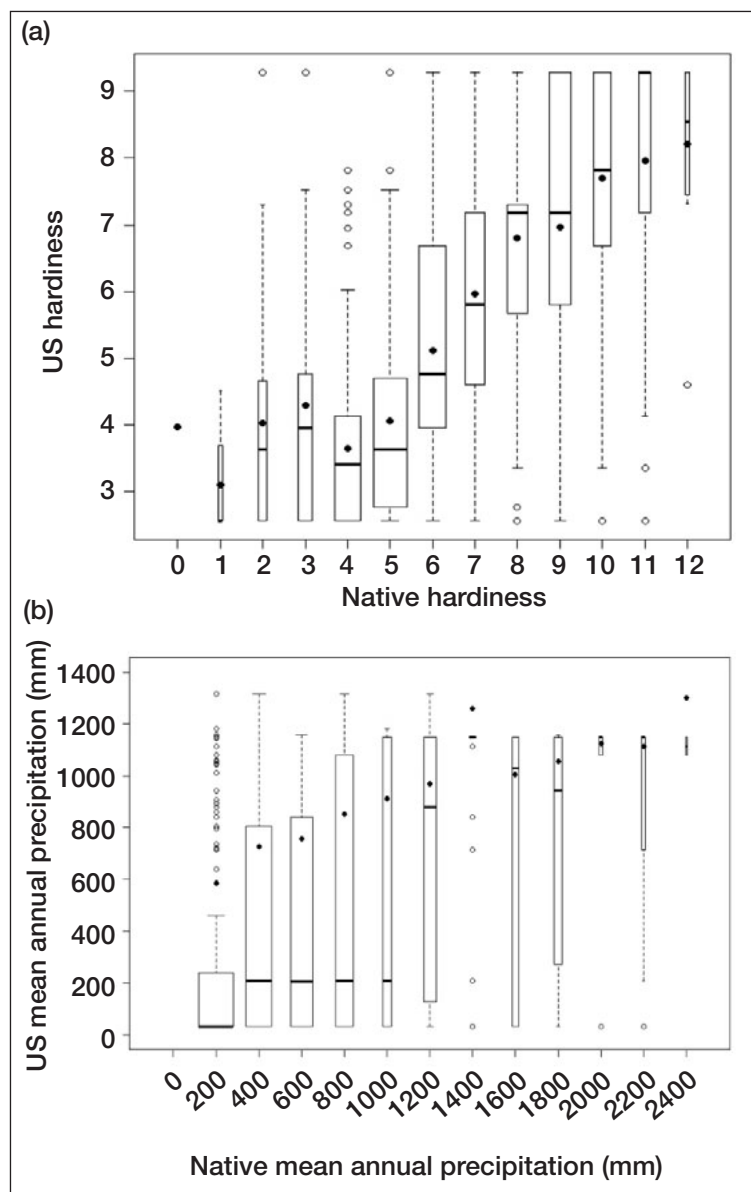 (a)
US hardiness
9
8
7
6
5
4
3
0 1 2 3 4 5 6 7 8 9 10 11 12
Native hardiness
(b)
US mean annual precipitation (mm)
1400
1200
1000
800
600
400
200
0
0 200 400 600 800 1000 1200 1400 1600 1800 2000 2200 2400
Native mean annual precipitation (mm)